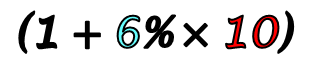 (1 + 6%× 10)